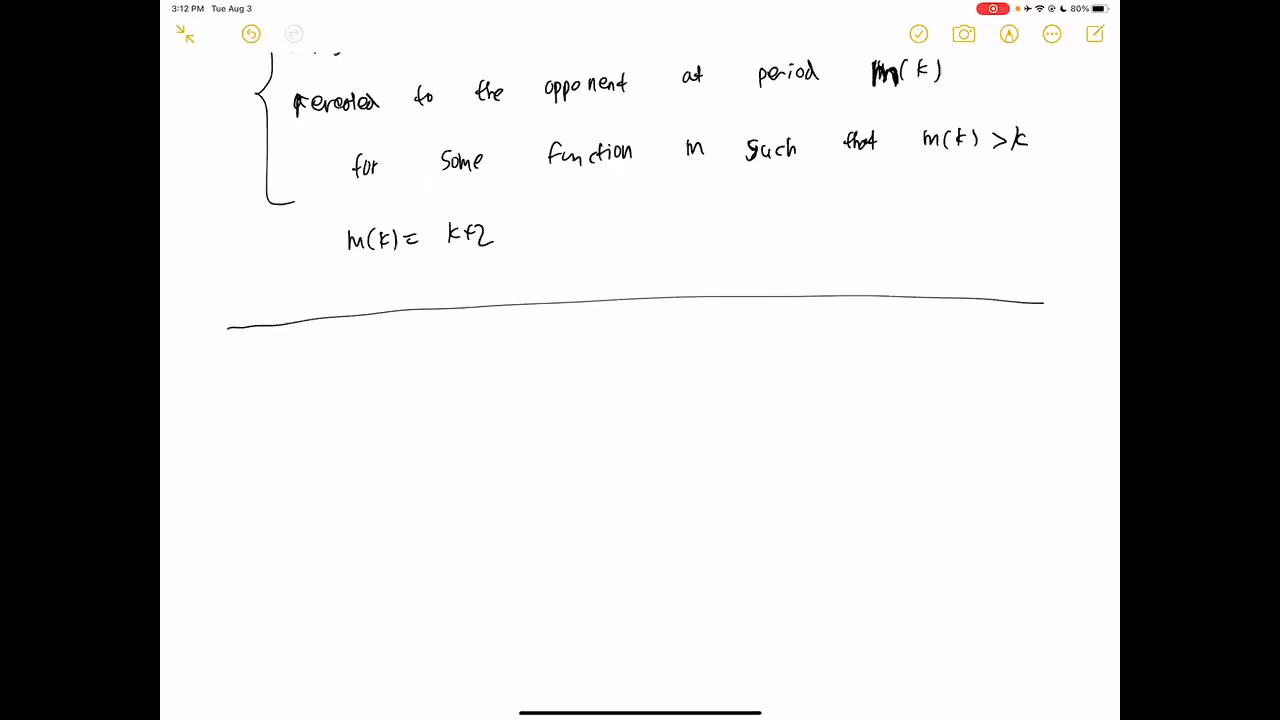 3:12 PM Tue Aug 3
80%
revealed to the opponent at period m(k)
for some function m such that m(k) > k
m(k) = k+2